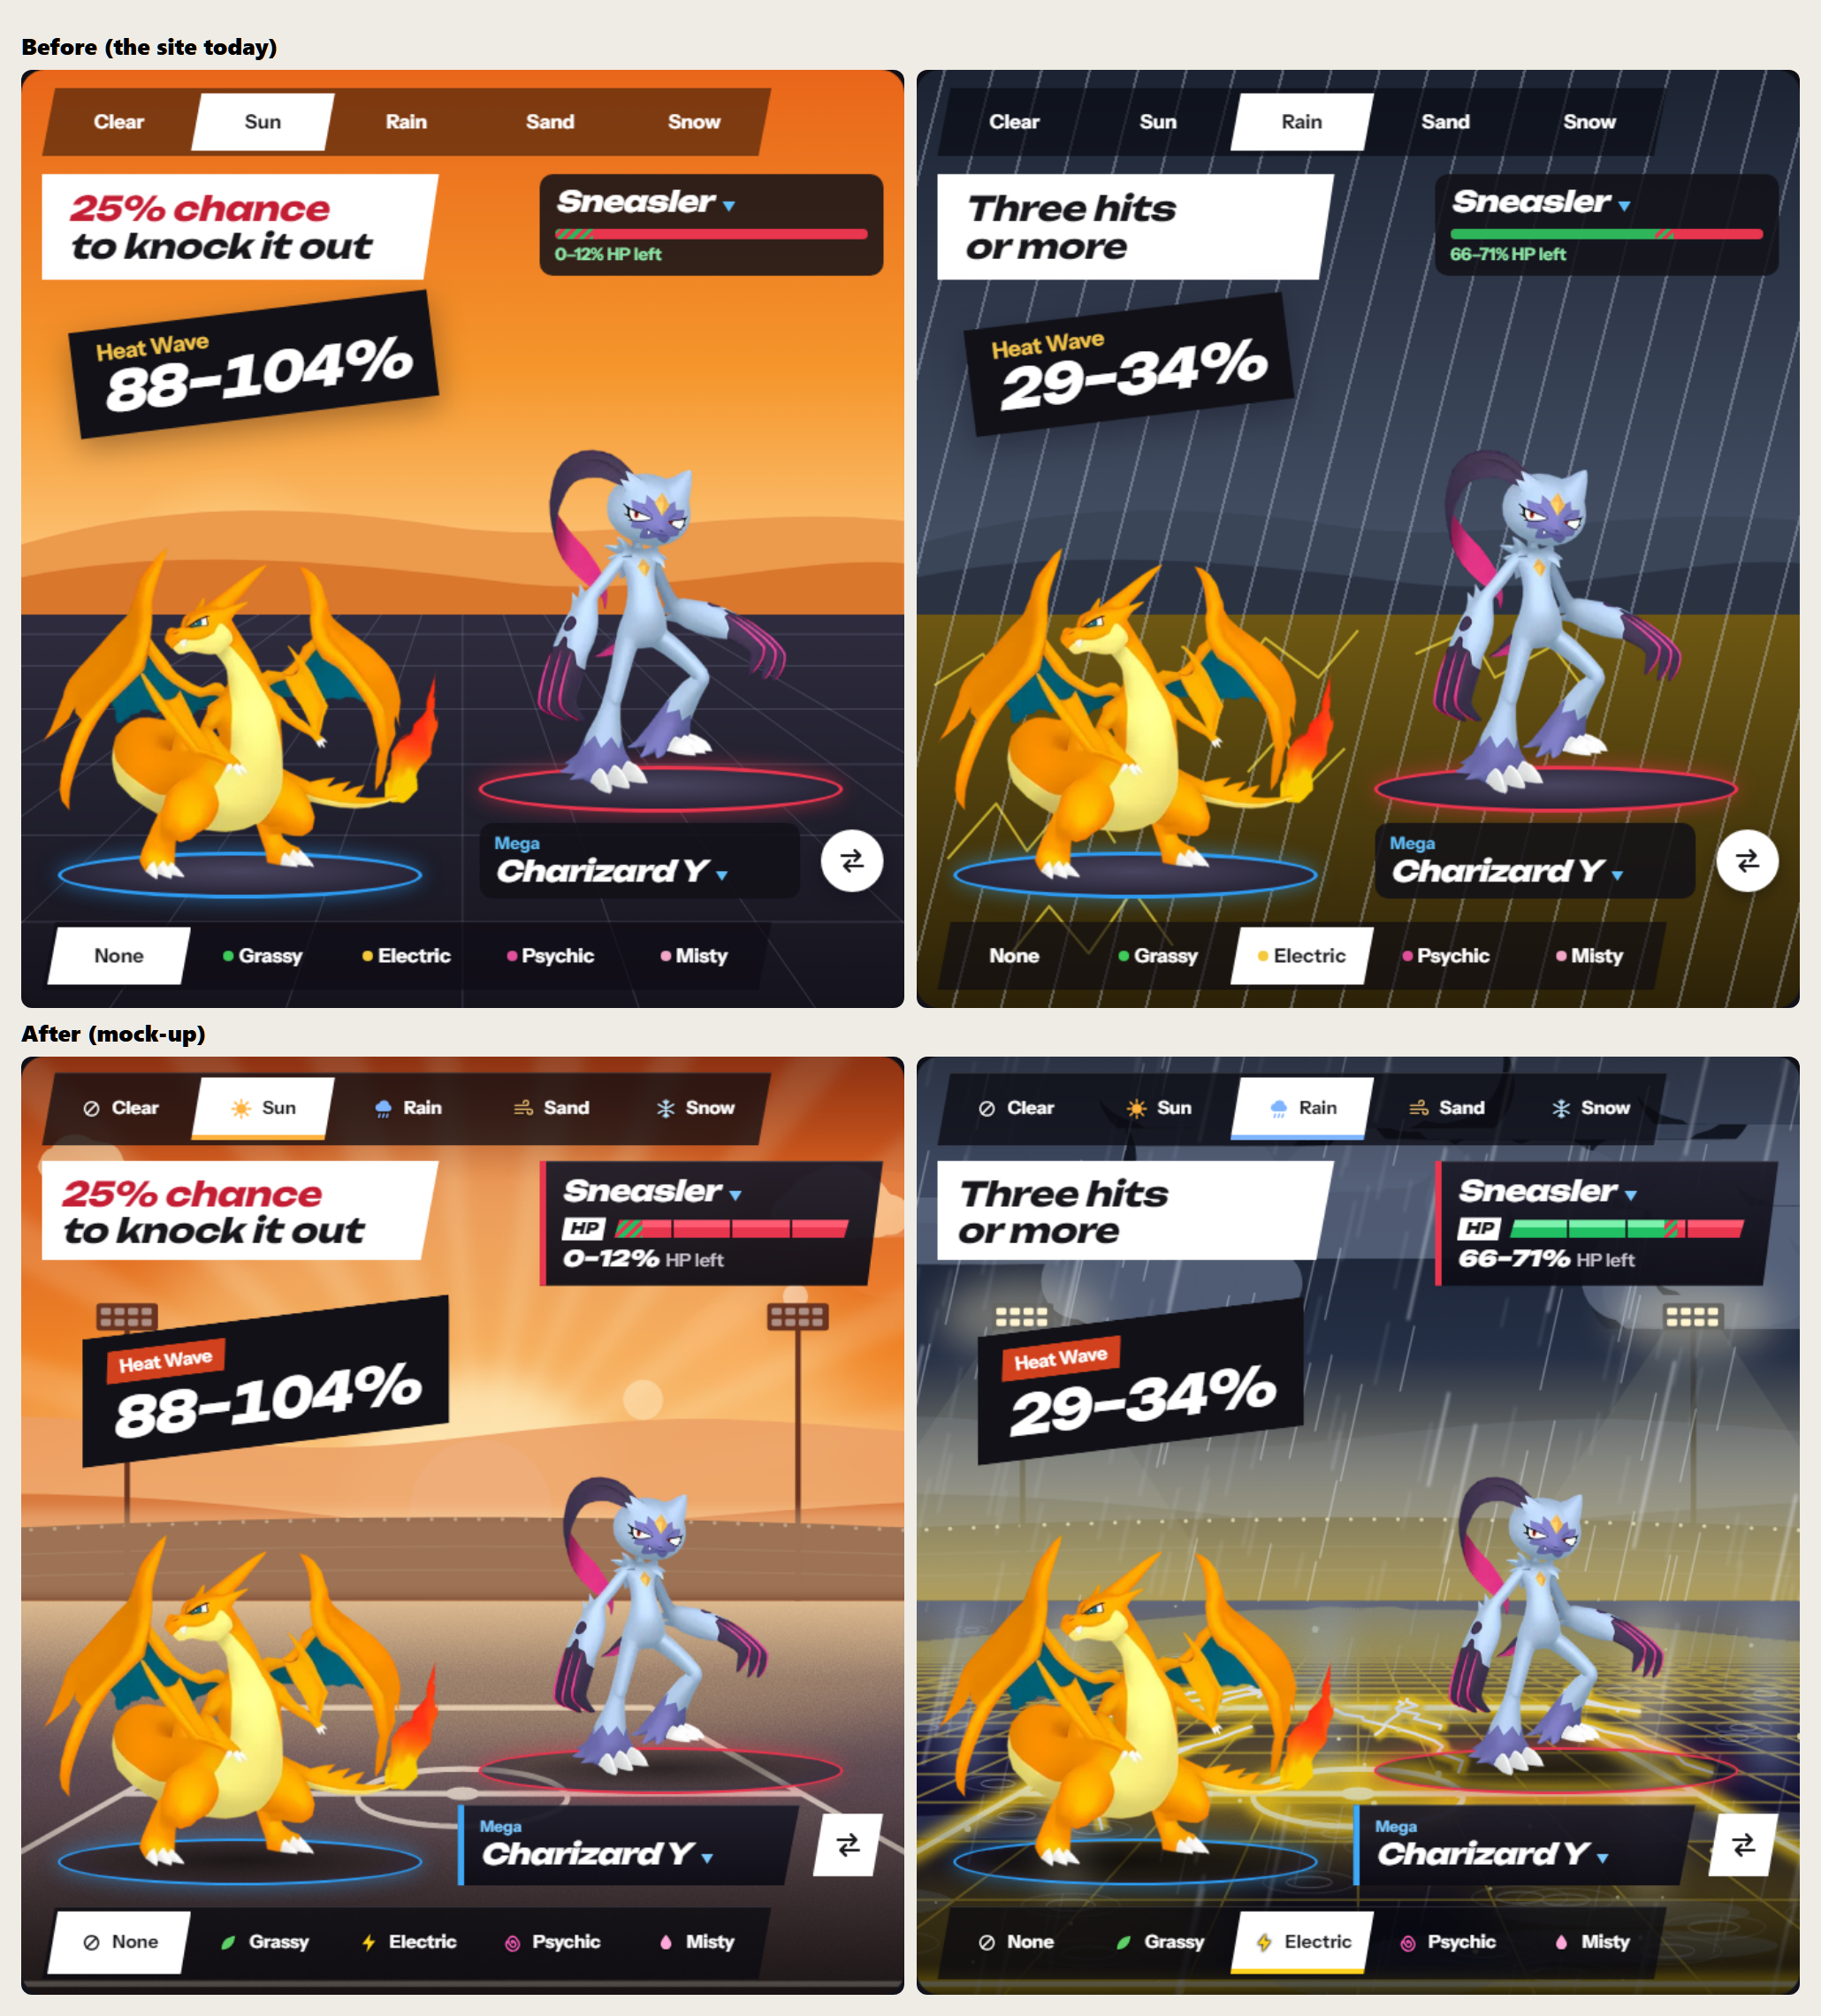 Before (the site today)
Clear Sun Rain Sand Snow
25% chance
to knock it out
Sneasler
0–12% HP left
Heat Wave
88–104%
Mega
Charizard Y
None Grassy Electric Psychic Misty
Clear Sun Rain Sand Snow
Three hits
or more
Sneasler
66–71% HP left
Heat Wave
29–34%
Mega
Charizard Y
None Grassy Electric Psychic Misty
After (mock-up)
Clear Sun Rain Sand Snow
25% chance
to knock it out
Sneasler
HP
0–12% HP left
Heat Wave
88–104%
Mega
Charizard Y
None Grassy Electric Psychic Misty
Clear Sun Rain Sand Snow
Three hits
or more
Sneasler
HP
66–71% HP left
Heat Wave
29–34%
Mega
Charizard Y
None Grassy Electric Psychic Misty